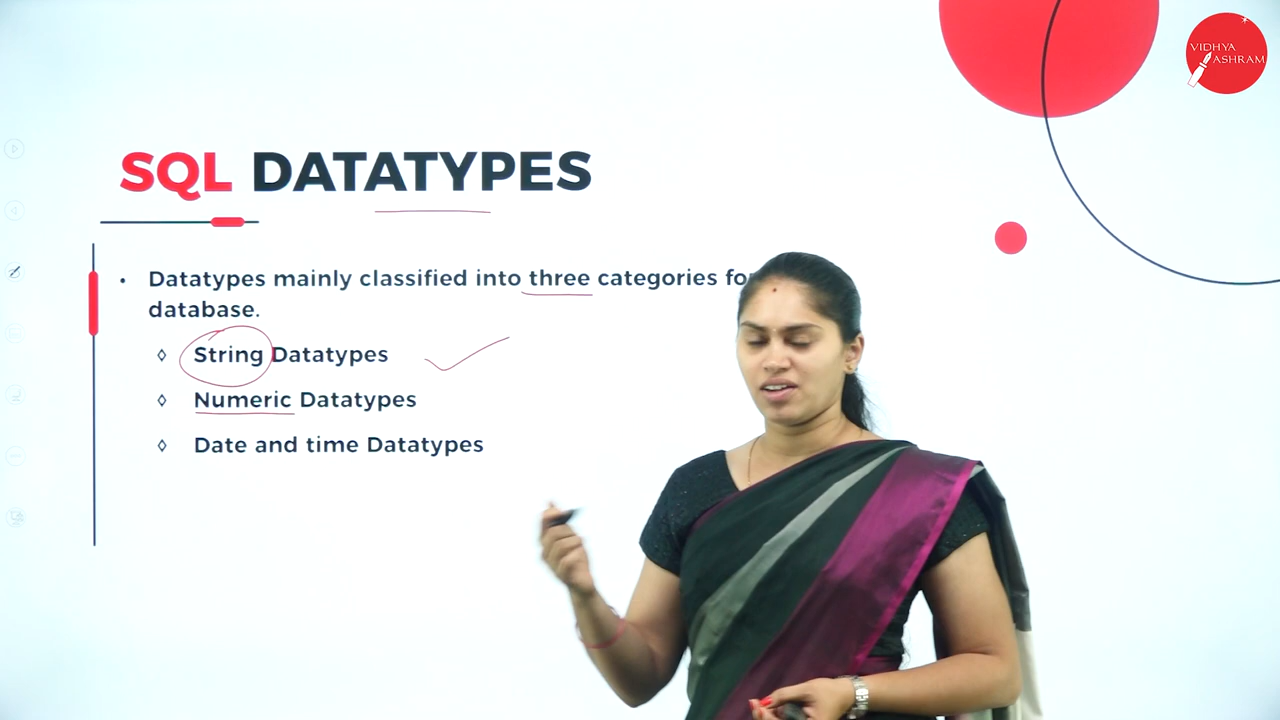 VIDHYA
ASHRAM
SQL DATATYPES
• Datatypes mainly classified into three categories
database.
◊ String Datatypes
◊ Numeric Datatypes
◊ Date and time Datatypes